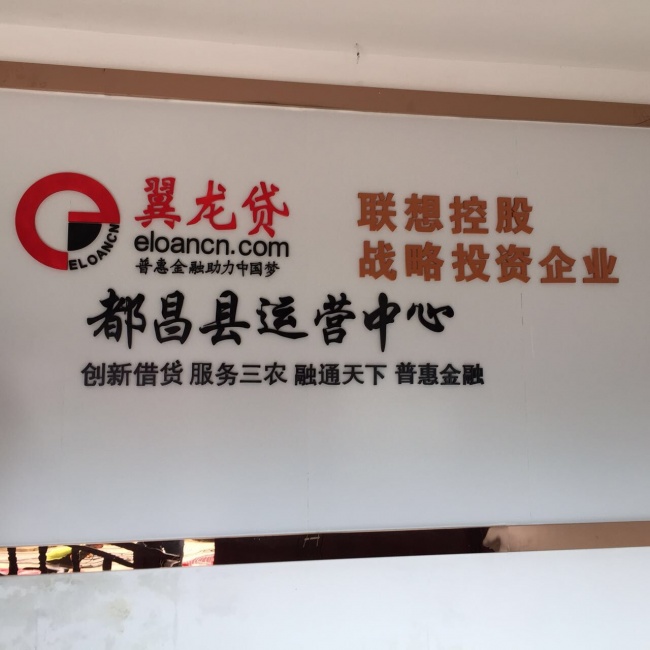 ELOANCN
翼龙贷
eloancn.com
普惠金融助力中国梦
联想控股
战略投资企业
都昌县运营中心
创新借贷 服务三农 融通天下 普惠金融